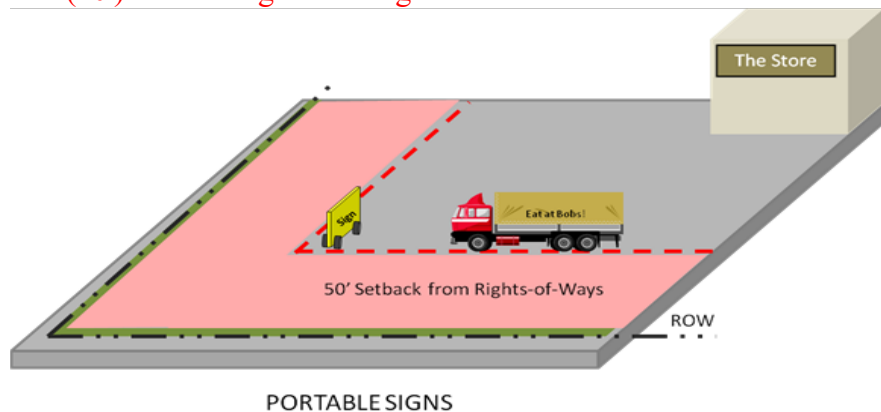 The Store
Sign
Eat at Bobs!
50' Setback from Rights-of-Ways
ROW
PORTABLE SIGNS